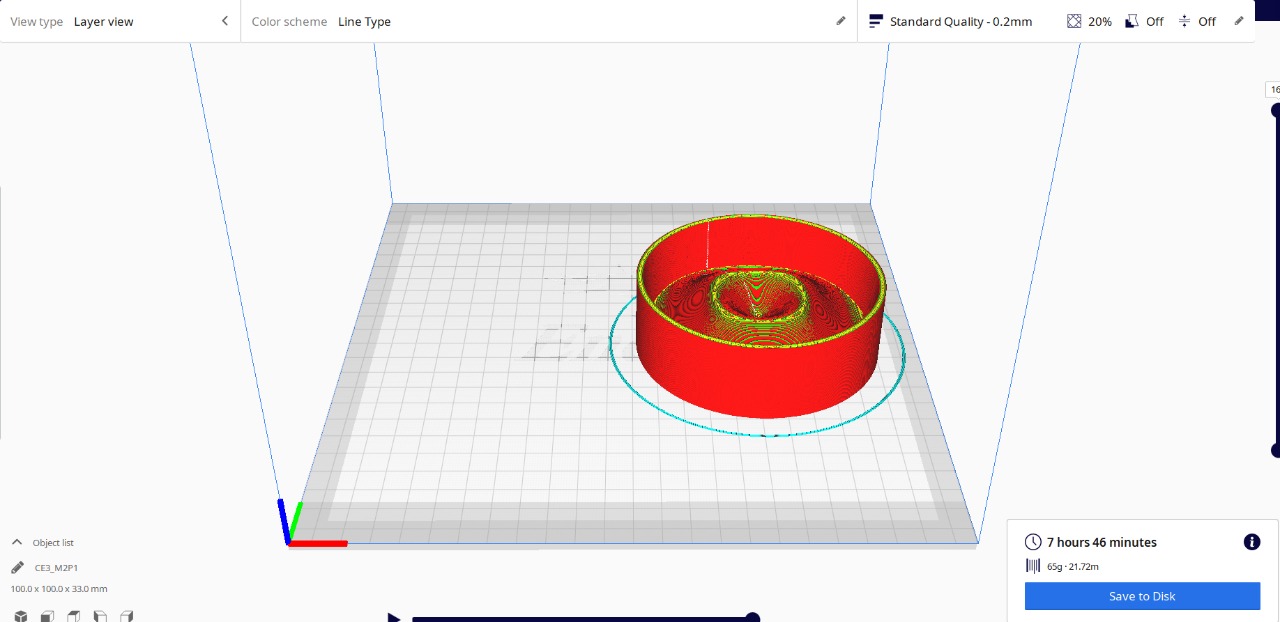 View type Layer view Color scheme Line Type Standard Quality - 0.2mm 20% Off Off
Object list
CE3_M2P1
100.0 x 100.0 x 33.0 mm
7 hours 46 minutes
65g · 21.72m
Save to Disk